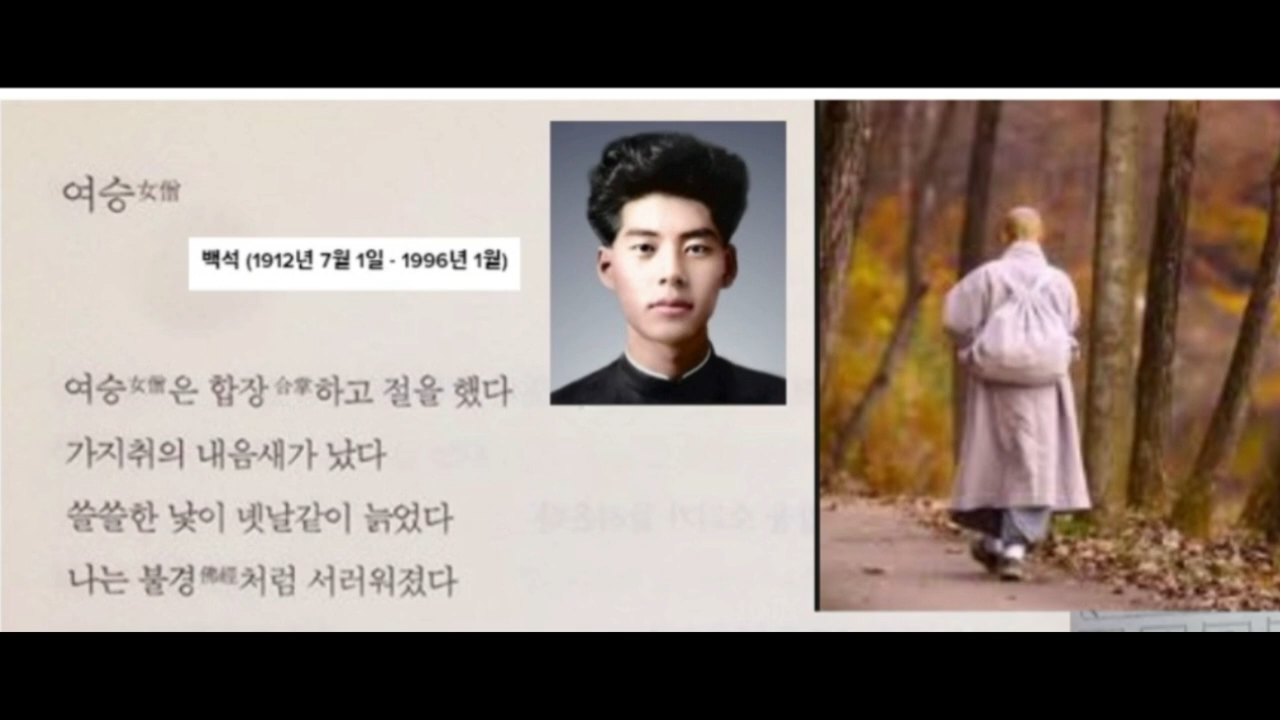 여승女僧
백석 (1912년 7월 1일 - 1996년 1월)
여승女僧은 합장合掌하고 절을 했다
가지취의 내음새가 났다
쓸쓸한 낯이 녯날같이 늙었다
나는 불경佛經처럼 서러워졌다